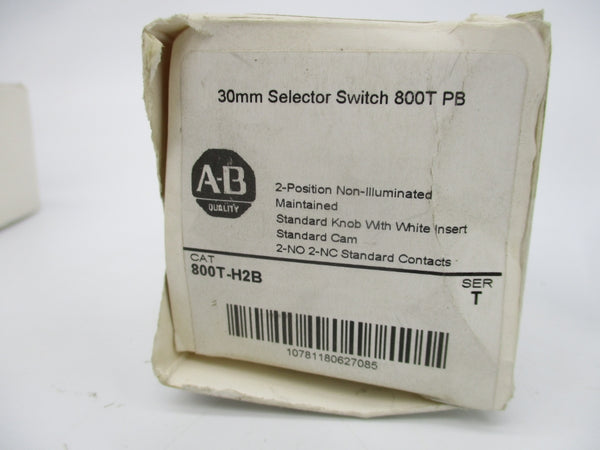 30mm Selector Switch 800T PB
A-B
QUALITY
2-Position Non-Illuminated
Maintained
Standard Knob With White Insert
Standard Cam
2-NO 2-NC Standard Contacts
CAT
800T-H2B
SER
T
10781180627085